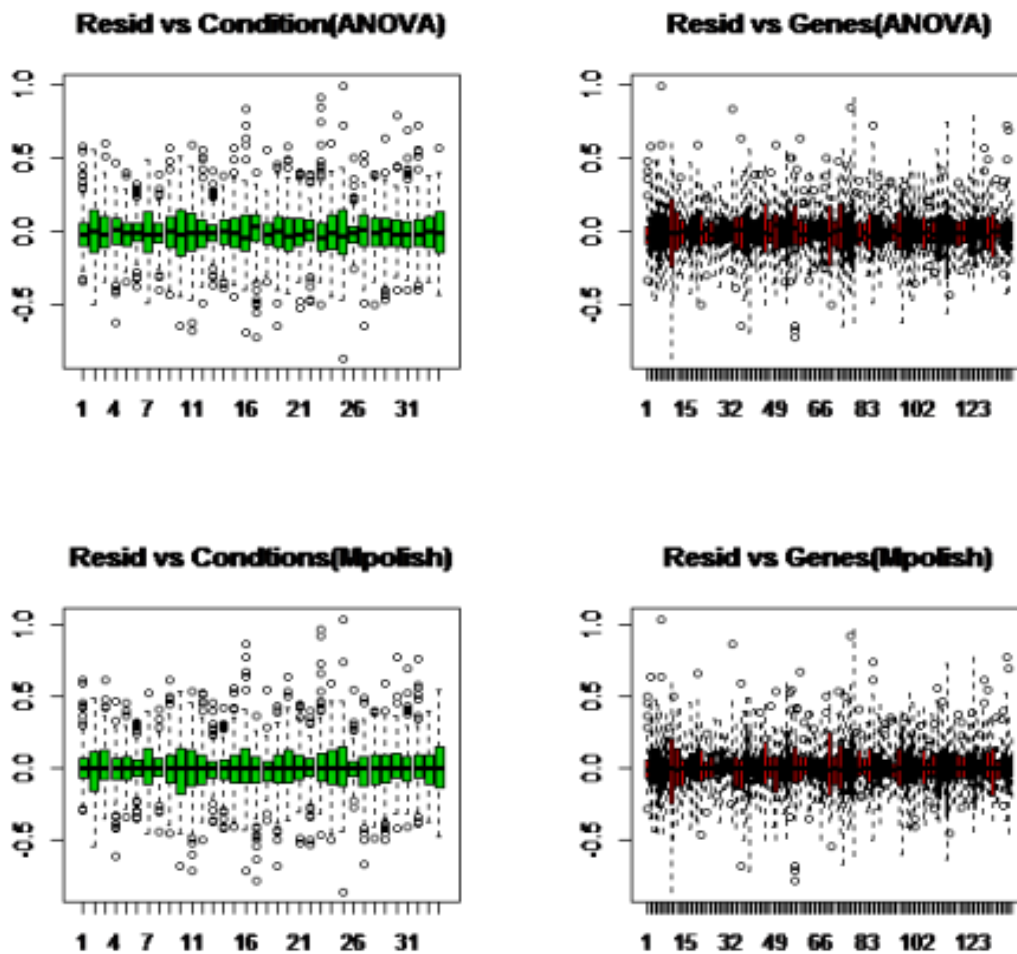 Resid vs Condition(ANOVA)
1.0
0.5
0.0
-0.5
1 4 7 11 16 21 26 31
Resid vs Genes(ANOVA)
1.0
0.5
0.0
-0.5
1 15 32 49 66 83 102 123
Resid vs Condtions(Mpolish)
1.0
0.5
0.0
-0.5
1 4 7 11 16 21 26 31
Resid vs Genes(Mpolish)
1.0
0.5
0.0
-0.5
1 15 32 49 66 83 102 123